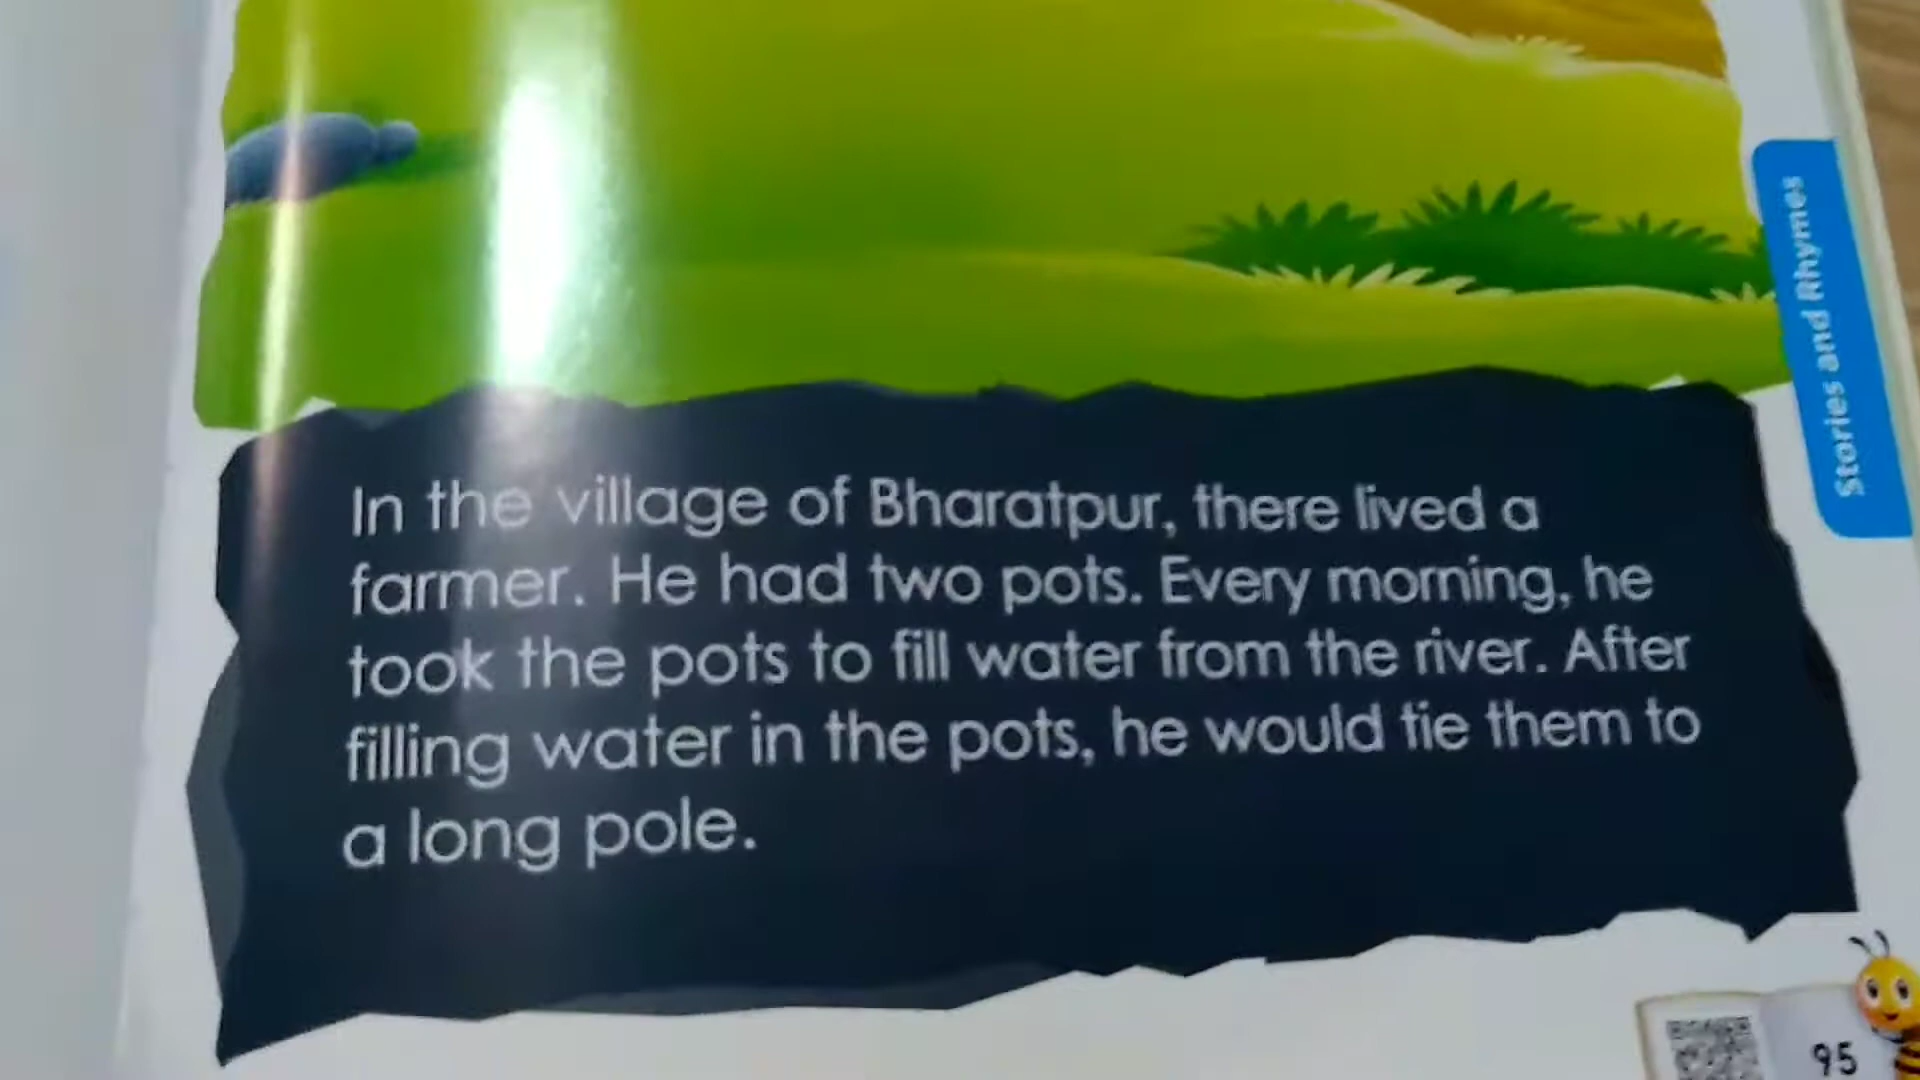 In the village of Bharatpur, there lived a
farmer. He had two pots. Every morning, he
took the pots to fill water from the river. After
filling water in the pots, he would tie them to
a long pole.
Stories and Rhymes
95